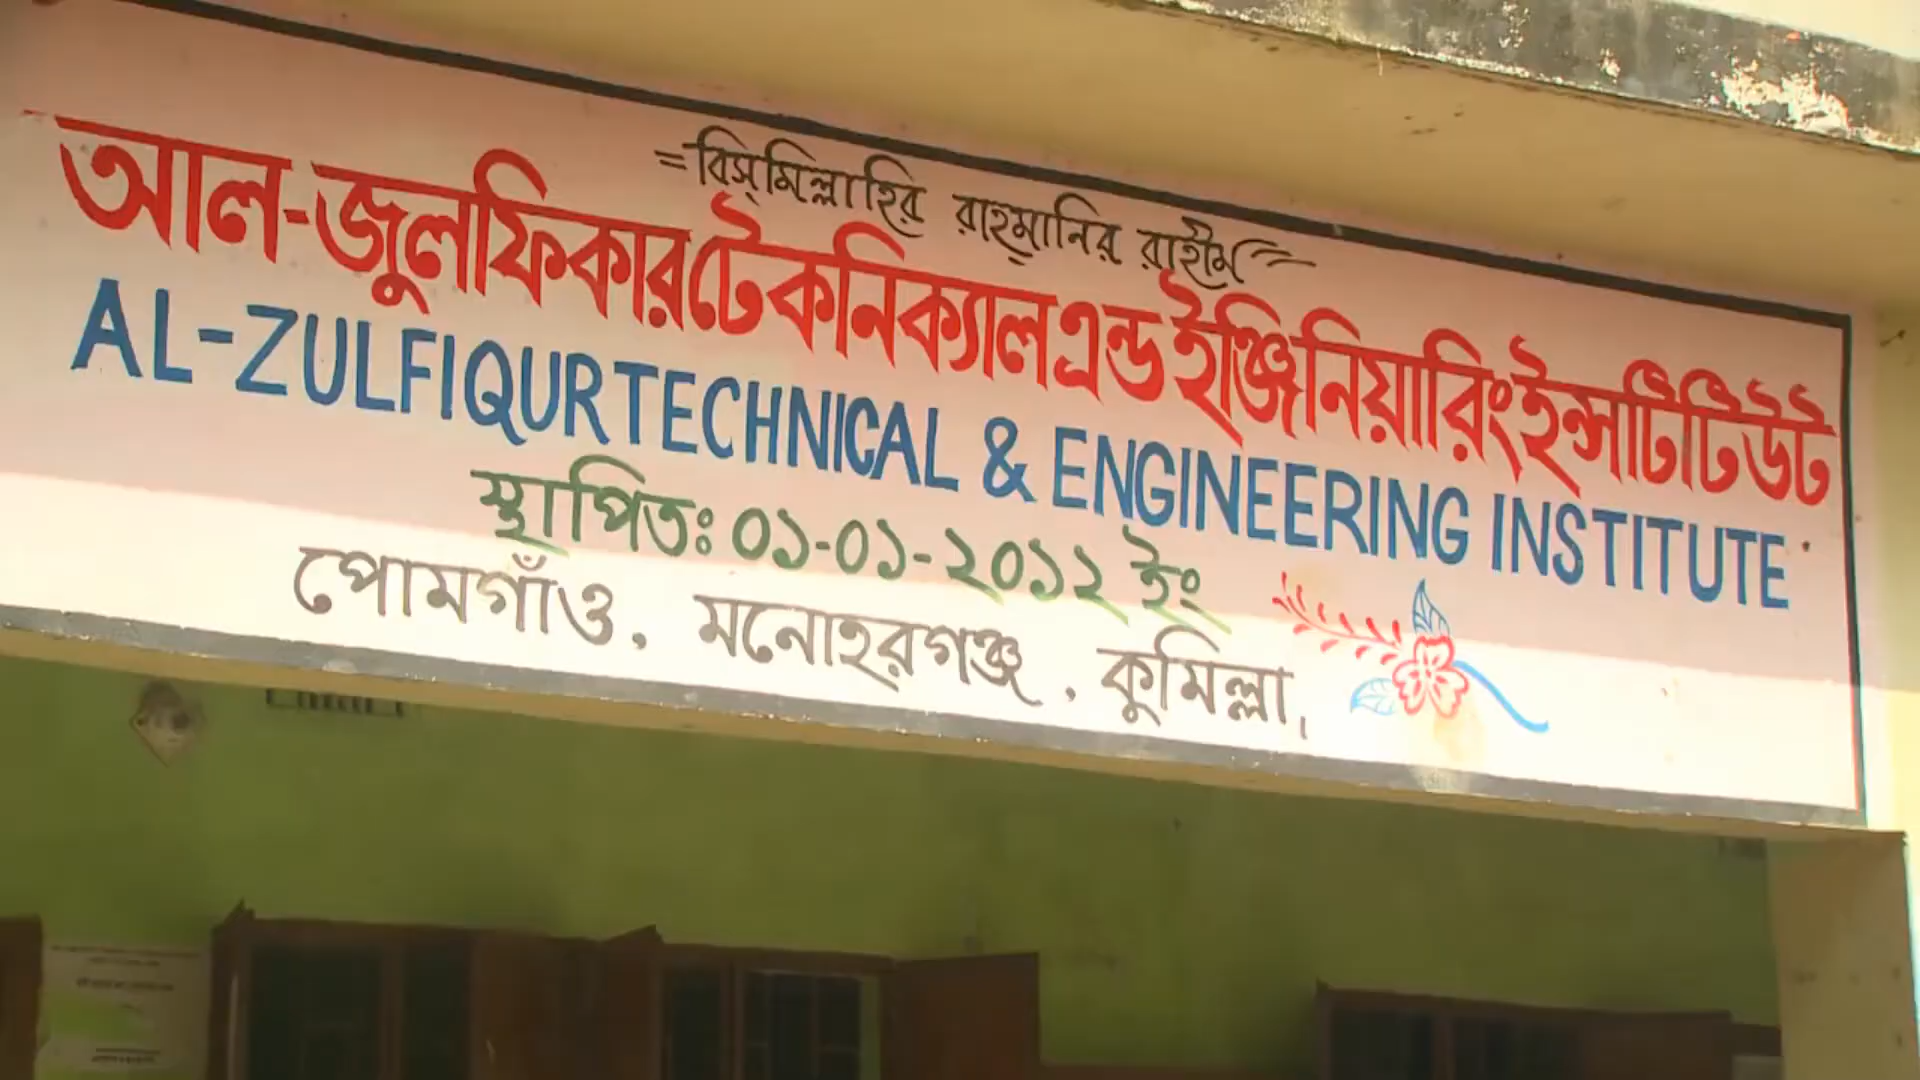 =বিস্‌মিল্লাহির রাহ্‌মানির রাহীম=
আল-জুলফিকার টেকনিক্যাল এন্ড ইঞ্জিনিয়ারিং ইন্সটিটিউট
AL-ZULFIQUR TECHNICAL & ENGINEERING INSTITUTE
স্থাপিতঃ ০১-০১-২০১২ ইং
পোমগাঁও, মনোহরগঞ্জ, কুমিল্লা।